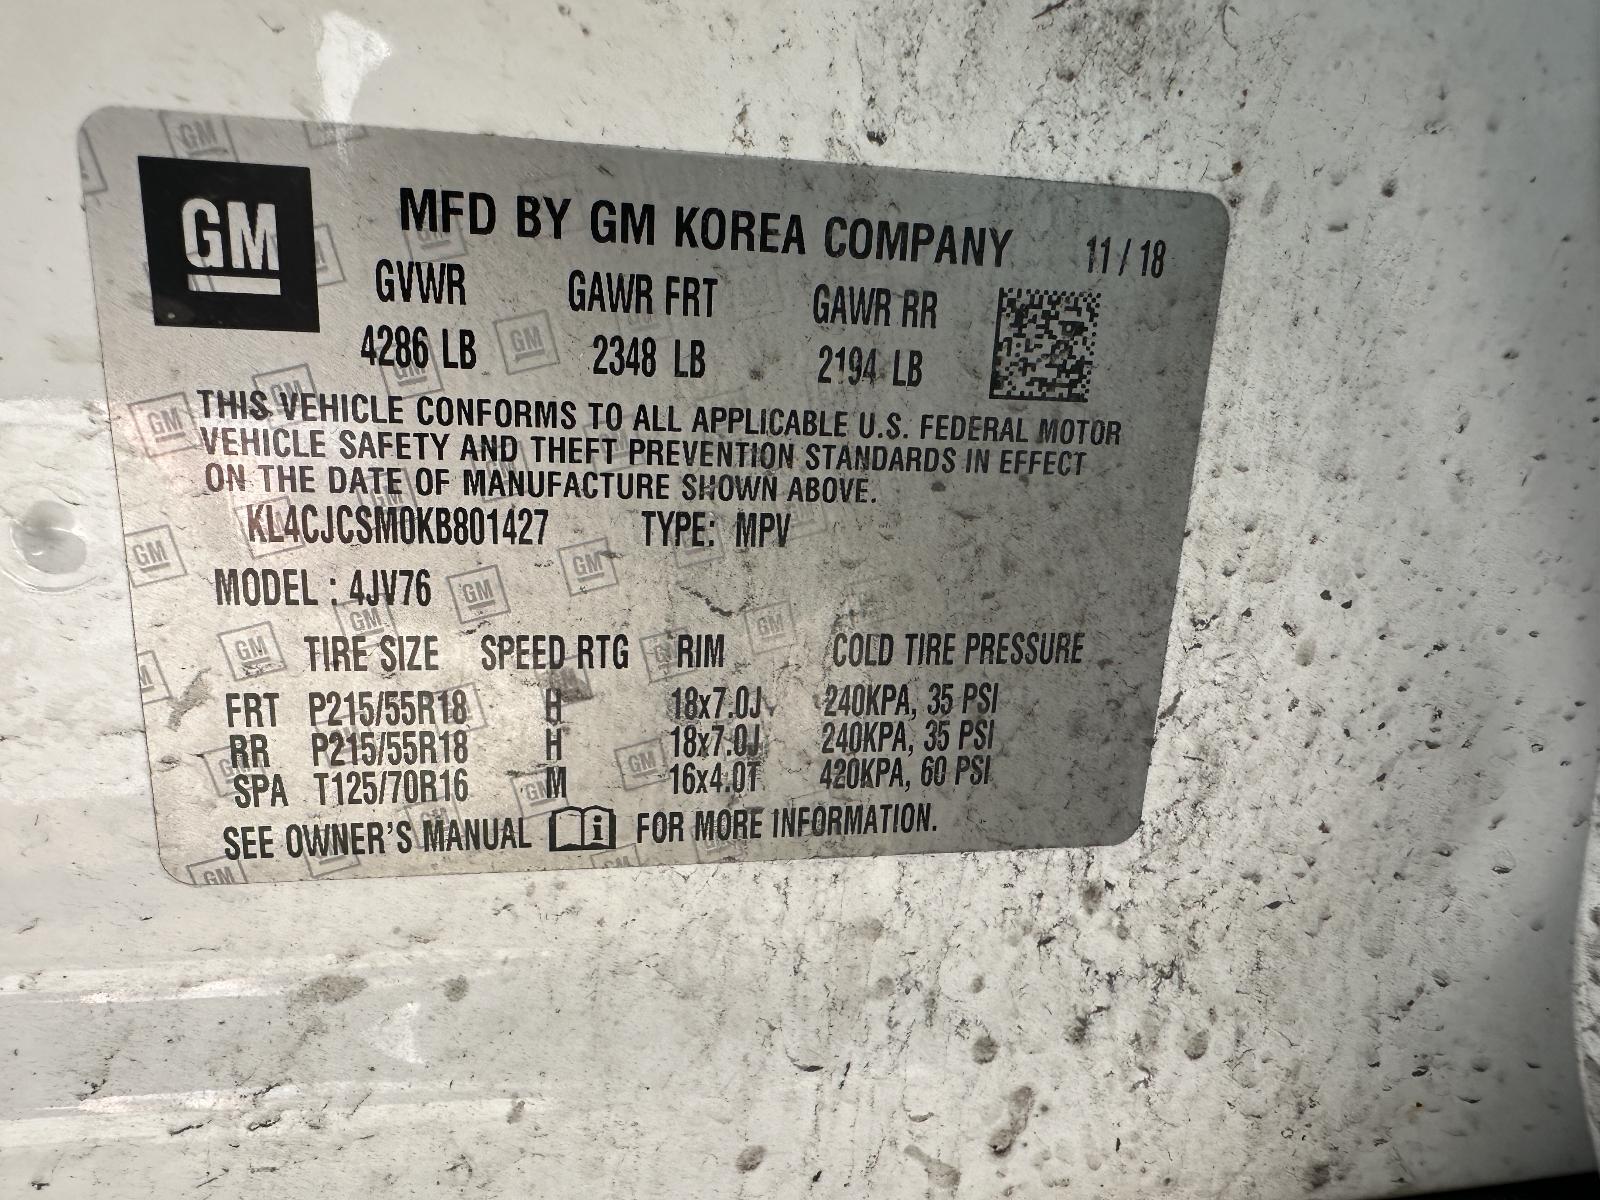 GM
MFD BY GM KOREA COMPANY 11 / 18
GVWR GAWR FRT GAWR RR
4286 LB 2348 LB 2194 LB
THIS VEHICLE CONFORMS TO ALL APPLICABLE U.S. FEDERAL MOTOR
VEHICLE SAFETY AND THEFT PREVENTION STANDARDS IN EFFECT
ON THE DATE OF MANUFACTURE SHOWN ABOVE.
KL4CJCSM0KB801427 TYPE: MPV
MODEL : 4JV76
TIRE SIZE SPEED RTG RIM COLD TIRE PRESSURE
FRT P215/55R18 H 18x7.0J 240KPA, 35 PSI
RR P215/55R18 H 18x7.0J 240KPA, 35 PSI
SPA T125/70R16 M 16x4.0T 420KPA, 60 PSI
SEE OWNER'S MANUAL i FOR MORE INFORMATION.